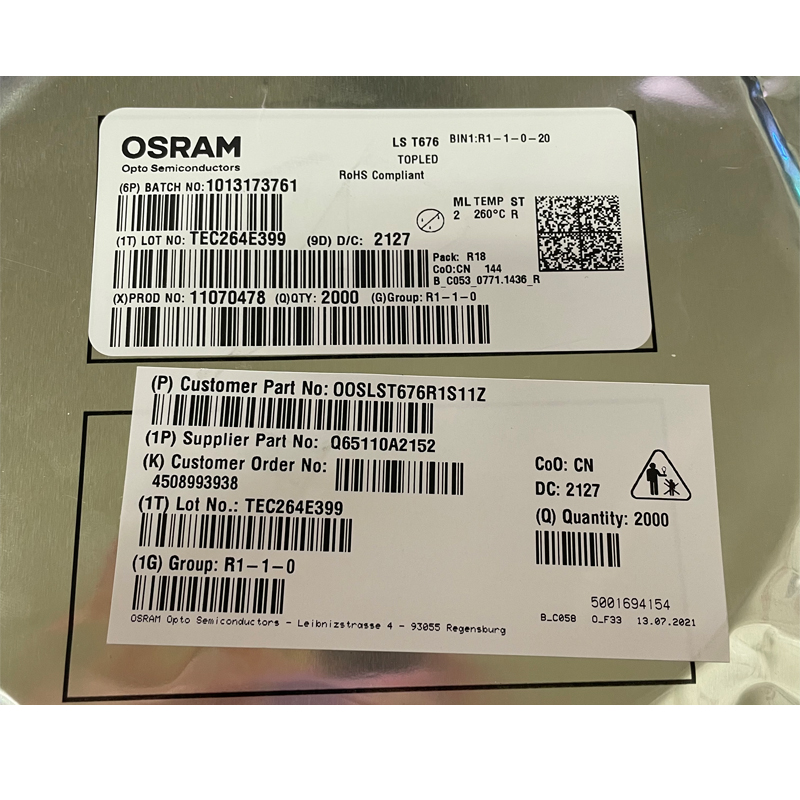 OSRAM
Opto Semiconductors
LS T676 BIN1:R1-1-0-20
TOPLED
RoHS Compliant
(6P) BATCH NO:1013173761
ML TEMP ST
2 260°C R
(1T) LOT NO: TEC264E399 (9D) D/C: 2127
Pack: R18
CoO:CN 144
B_C053_0771.1436_R
(X)PROD NO: 11070478 (Q)QTY: 2000 (G)Group: R1-1-0
(P) Customer Part No: OOSLST676R1S11Z
(1P) Supplier Part No: Q65110A2152
(K) Customer Order No:
4508993938
CoO: CN
DC: 2127
(1T) Lot No.: TEC264E399
(Q) Quantity: 2000
(1G) Group: R1-1-0
5001694154
OSRAM Opto Semiconductors - Leibnizstrasse 4 - 93055 Regensburg
B_C058 O_F33 13.07.2021